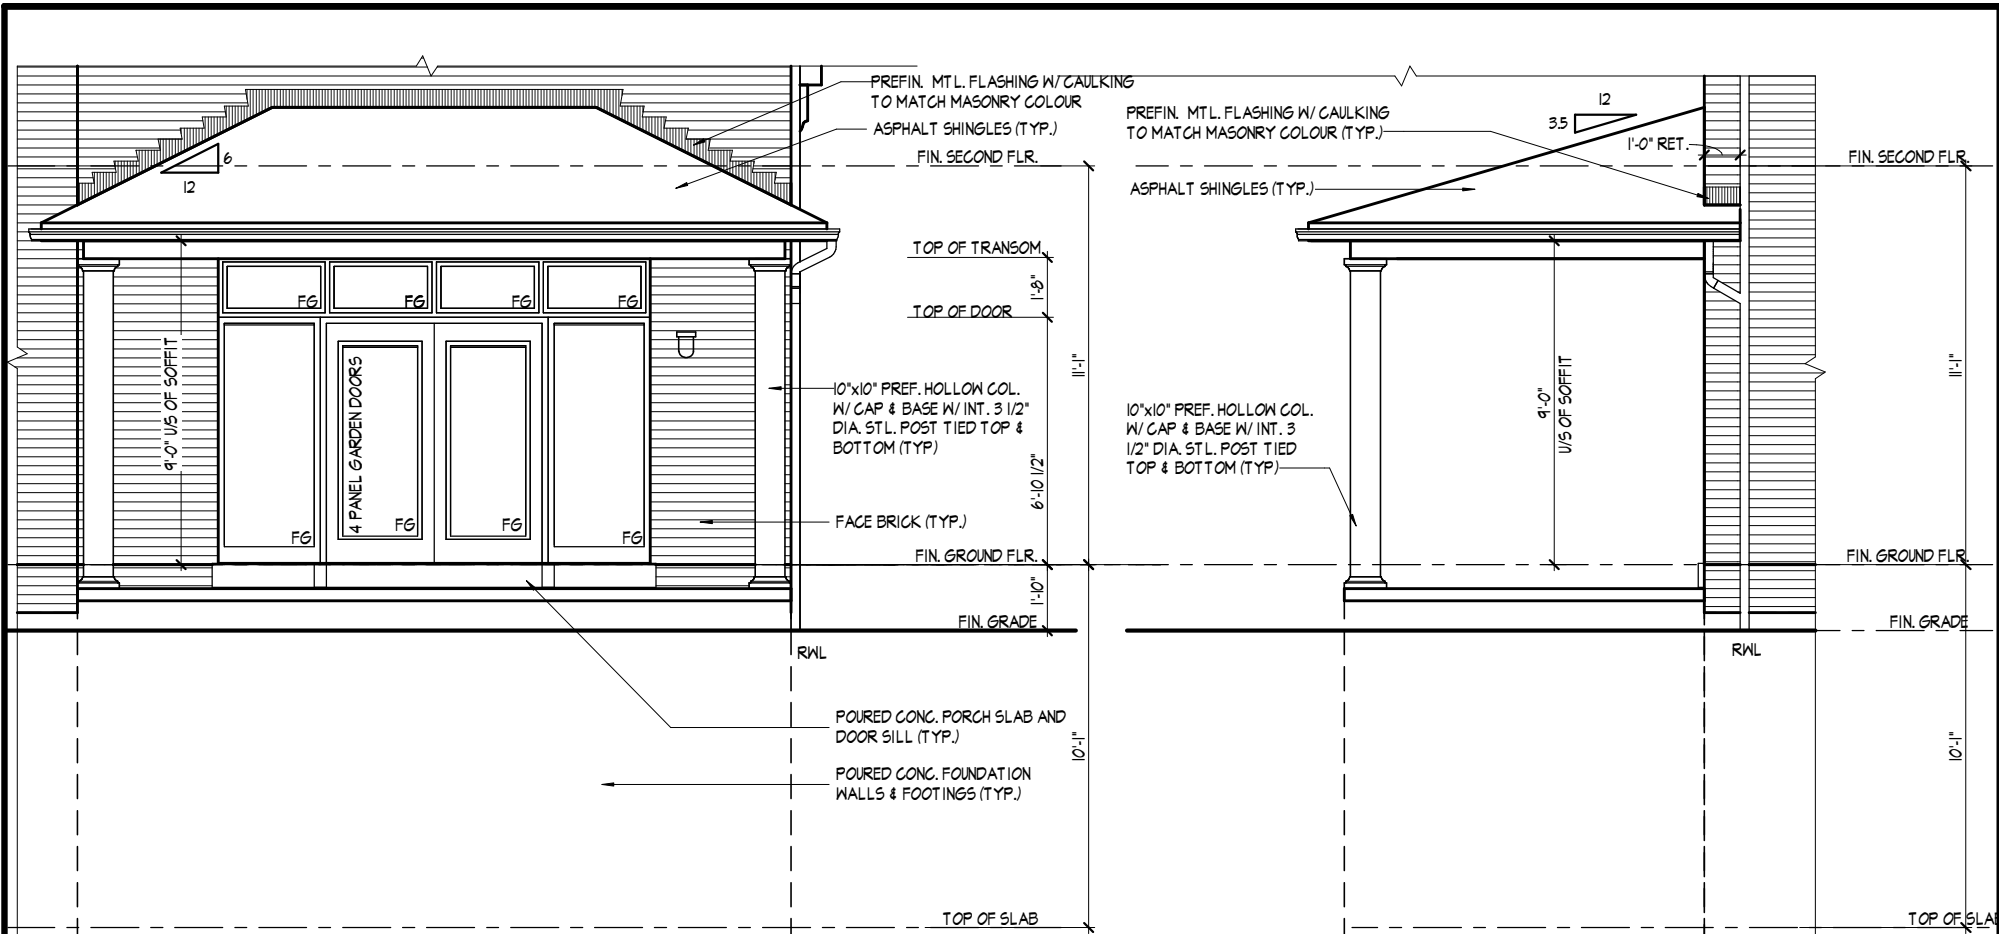 PREFIN. MTL. FLASHING W/ CAULKING
TO MATCH MASONRY COLOUR
ASPHALT SHINGLES (TYP.)
FIN. SECOND FLR.
6
12
TOP OF TRANSOM
1'-8"
TOP OF DOOR
FG
FG
FG
FG
9'-0" U/S OF SOFFIT
4 PANEL GARDEN DOORS
FG
FG
FG
FG
10"x10" PREF. HOLLOW COL.
W/ CAP & BASE W/ INT. 3 1/2"
DIA. STL. POST TIED TOP &
BOTTOM (TYP)
11'-1"
6'-10 1/2"
FACE BRICK (TYP.)
FIN. GROUND FLR.
1'-10"
FIN. GRADE
RWL
POURED CONC. PORCH SLAB AND
DOOR SILL (TYP.)
10'-1"
POURED CONC. FOUNDATION
WALLS & FOOTINGS (TYP.)
TOP OF SLAB
PREFIN. MTL. FLASHING W/ CAULKING
TO MATCH MASONRY COLOUR (TYP.)
12
3.5
1'-0" RET.
FIN. SECOND FLR.
ASPHALT SHINGLES (TYP.)
9'-0"
U/S OF SOFFIT
11'-1"
10"x10" PREF. HOLLOW COL.
W/ CAP & BASE W/ INT. 3
1/2" DIA. STL. POST TIED
TOP & BOTTOM (TYP)
FIN. GROUND FLR.
FIN. GRADE
RWL
10'-1"
TOP OF SLAB